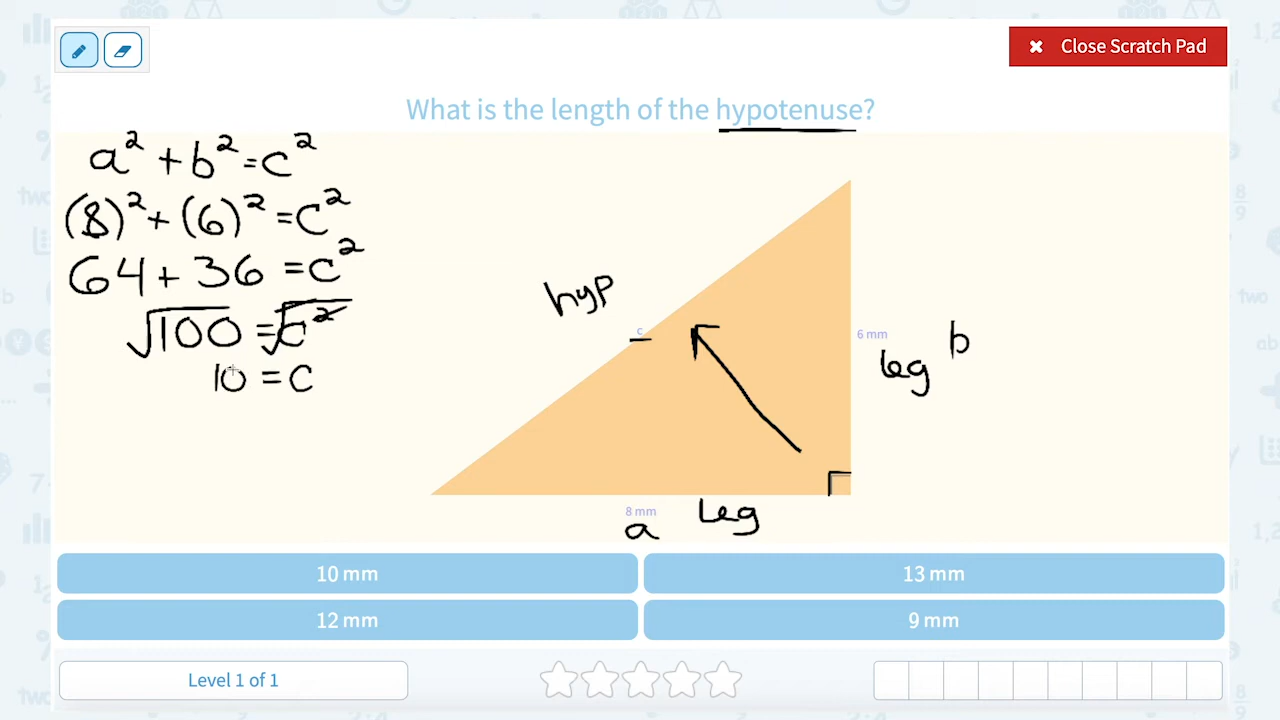 Close Scratch Pad
What is the length of the hypotenuse?
a² + b² = c²
(8)² + (6)² = c²
64 + 36 = c²
√100 = √c²
10 = c
hyp
c
6 mm
leg b
8 mm
a leg
10 mm
13 mm
12 mm
9 mm
Level 1 of 1